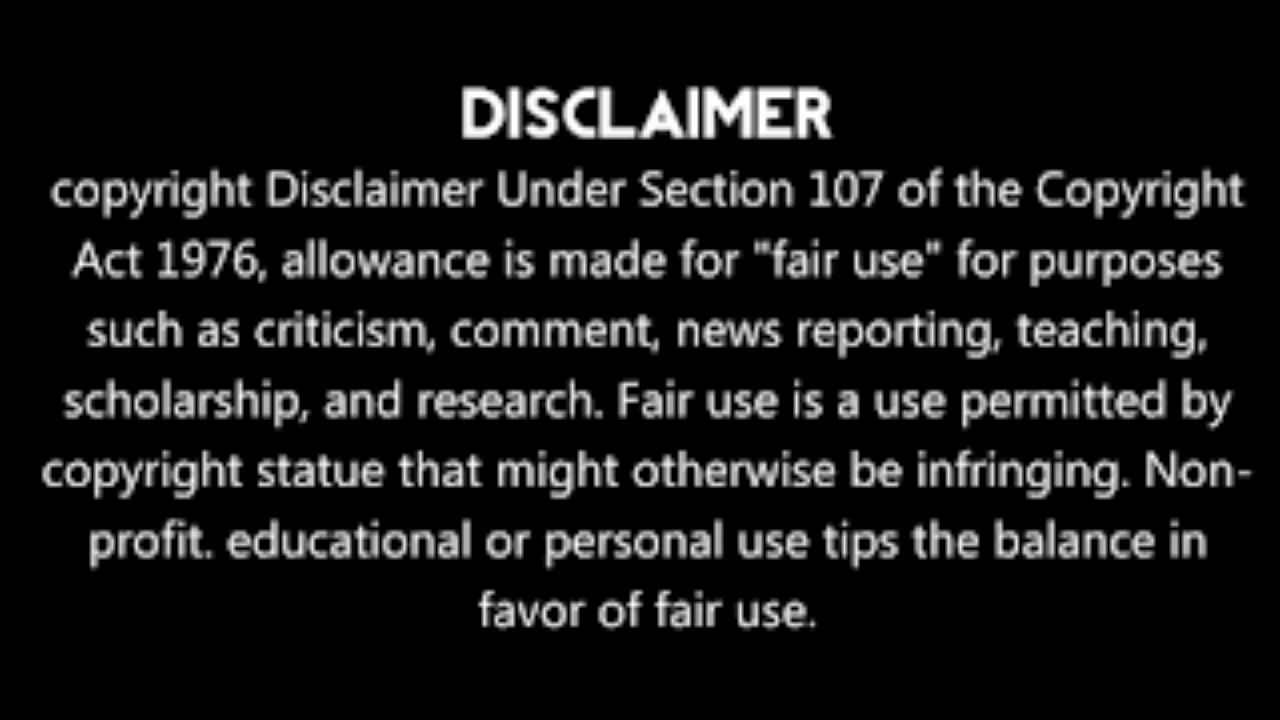 DISCLAIMER
copyright Disclaimer Under Section 107 of the Copyright
Act 1976, allowance is made for "fair use" for purposes
such as criticism, comment, news reporting, teaching,
scholarship, and research. Fair use is a use permitted by
copyright statue that might otherwise be infringing. Non-
profit. educational or personal use tips the balance in
favor of fair use.